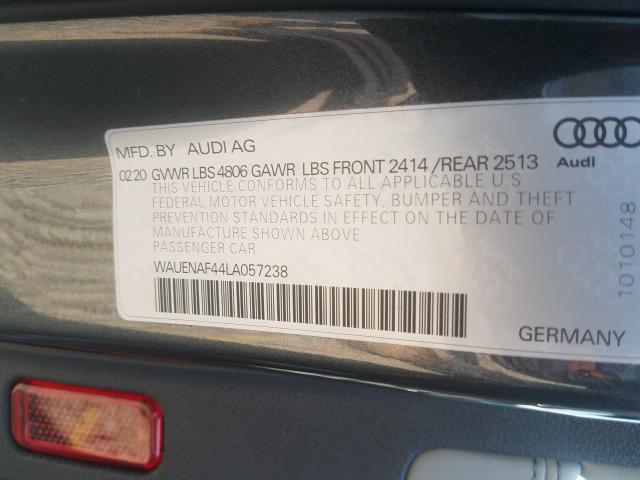 MFD. BY AUDI AG
0220 GVWR LBS 4806 GAWR LBS FRONT 2414 /REAR 2513
THIS VEHICLE CONFORMS TO ALL APPLICABLE U S
FEDERAL MOTOR VEHICLE SAFETY, BUMPER AND THEFT
PREVENTION STANDARDS IN EFFECT ON THE DATE OF
MANUFACTURE SHOWN ABOVE
PASSENGER CAR
WAUENAF44LA057238
Audi
1010148
GERMANY